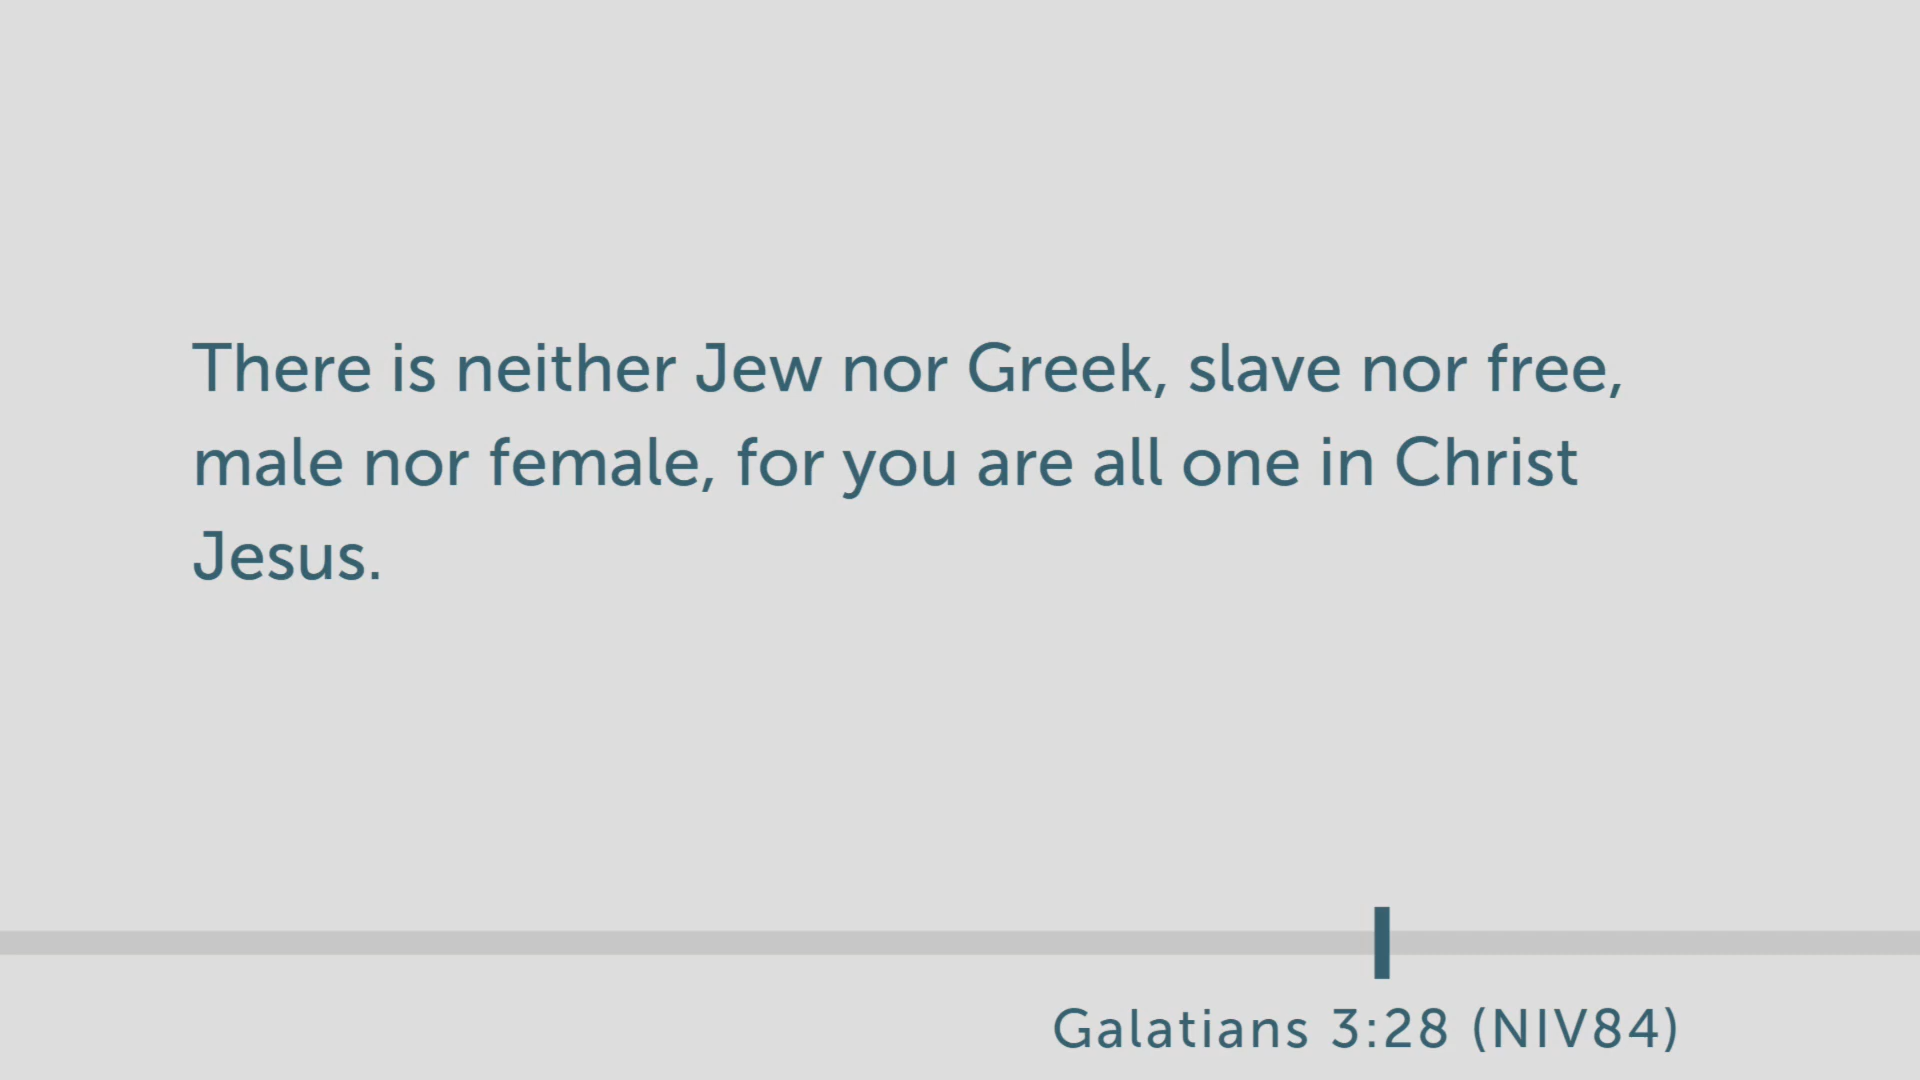 There is neither Jew nor Greek, slave nor free,
male nor female, for you are all one in Christ
Jesus.
Galatians 3:28 (NIV84)